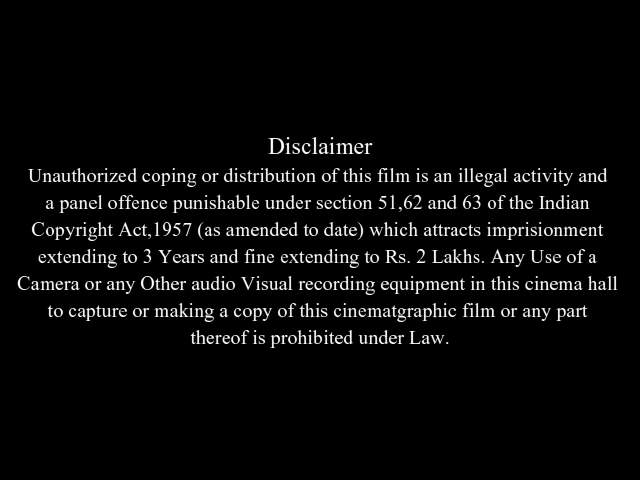 Disclaimer
Unauthorized coping or distribution of this film is an illegal activity and
a panel offence punishable under section 51,62 and 63 of the Indian
Copyright Act,1957 (as amended to date) which attracts imprisionment
extending to 3 Years and fine extending to Rs. 2 Lakhs. Any Use of a
Camera or any Other audio Visual recording equipment in this cinema hall
to capture or making a copy of this cinematgraphic film or any part
thereof is prohibited under Law.